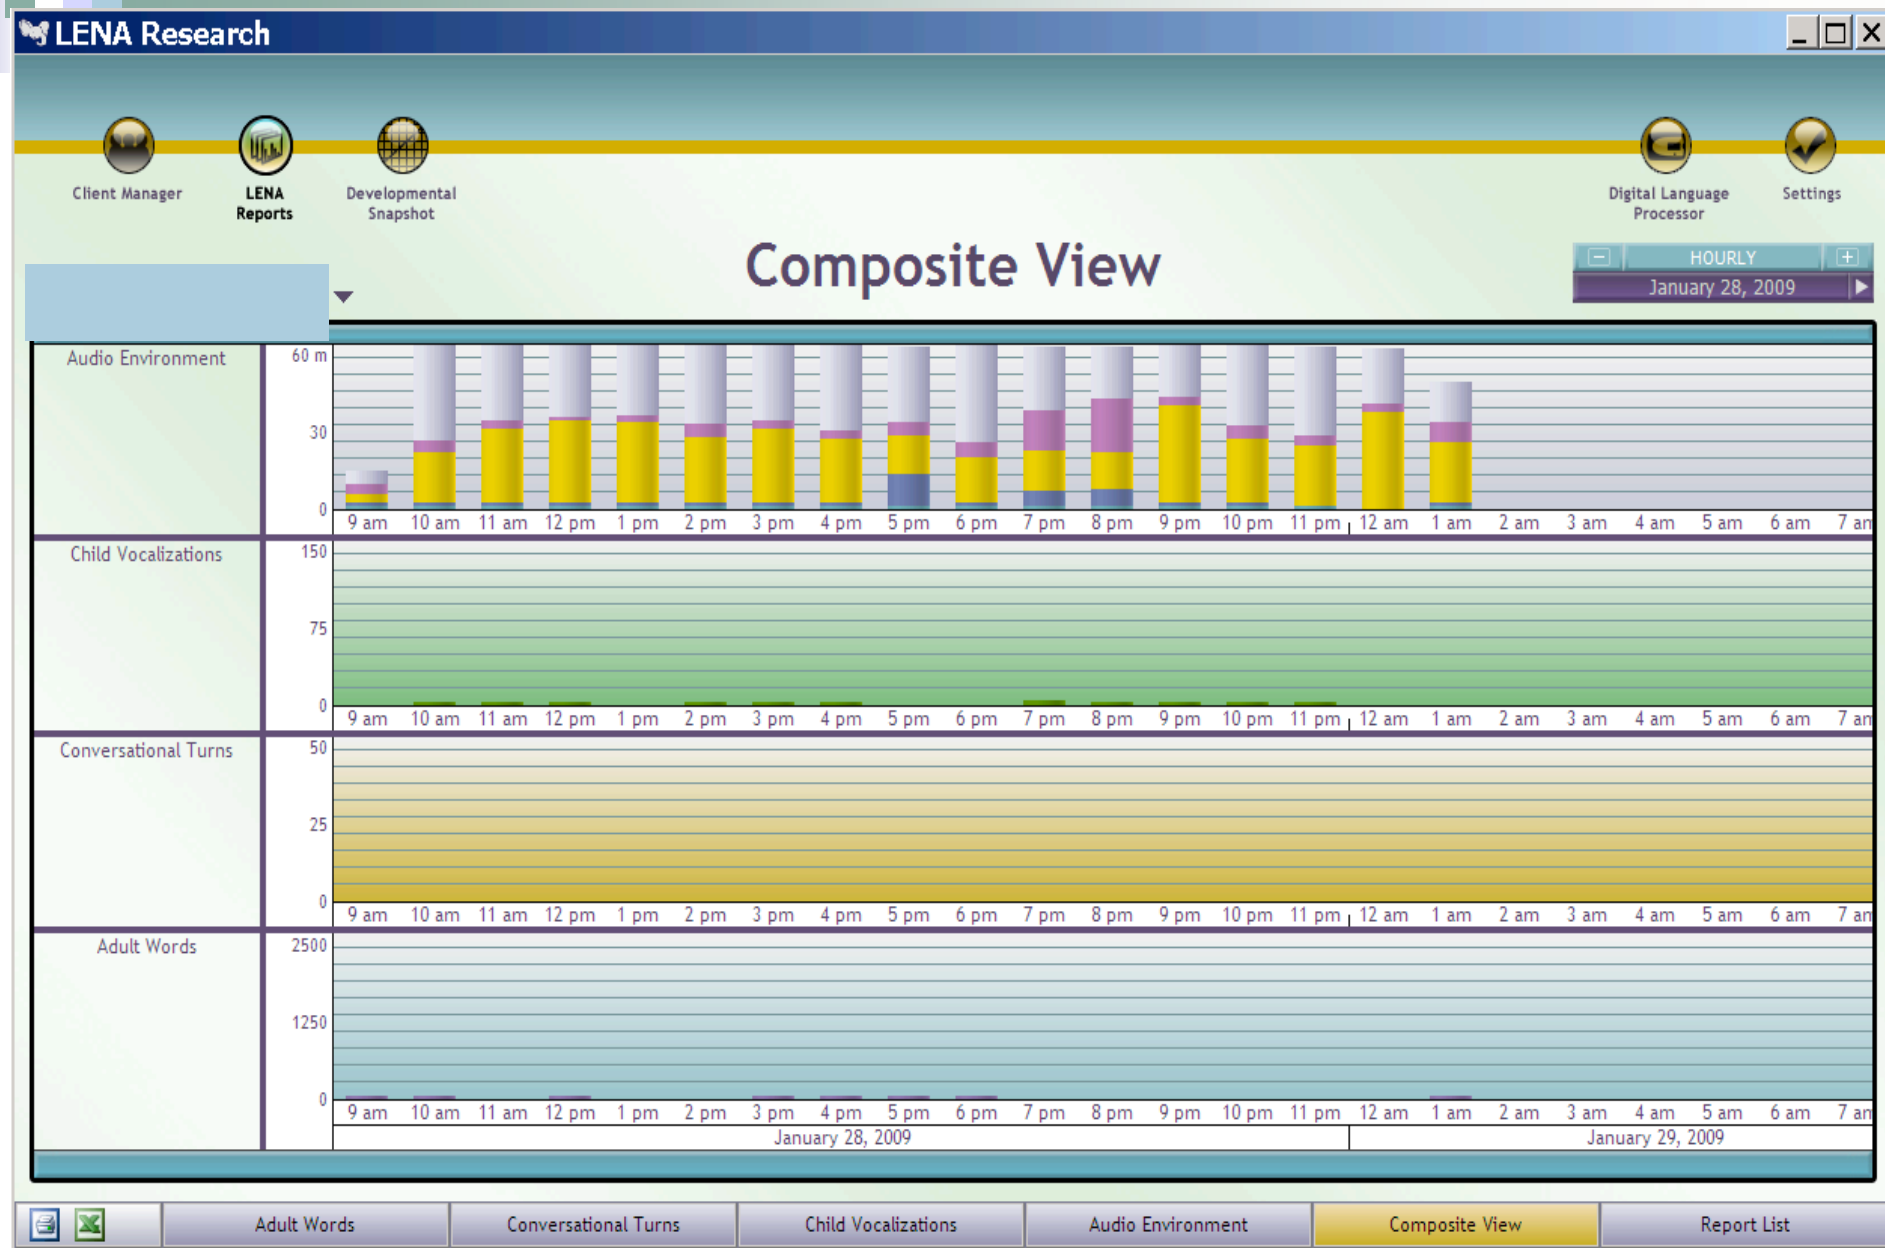 LENA Research
Client Manager
LENA
Reports
Developmental
Snapshot
Digital Language
Processor
Settings
Composite View
HOURLY
January 28, 2009
Audio Environment
60 m
30
0
9 am 10 am 11 am 12 pm 1 pm 2 pm 3 pm 4 pm 5 pm 6 pm 7 pm 8 pm 9 pm 10 pm 11 pm 12 am 1 am 2 am 3 am 4 am 5 am 6 am 7 am
Child Vocalizations
150
75
0
9 am 10 am 11 am 12 pm 1 pm 2 pm 3 pm 4 pm 5 pm 6 pm 7 pm 8 pm 9 pm 10 pm 11 pm 12 am 1 am 2 am 3 am 4 am 5 am 6 am 7 am
Conversational Turns
50
25
0
9 am 10 am 11 am 12 pm 1 pm 2 pm 3 pm 4 pm 5 pm 6 pm 7 pm 8 pm 9 pm 10 pm 11 pm 12 am 1 am 2 am 3 am 4 am 5 am 6 am 7 am
Adult Words
2500
1250
0
9 am 10 am 11 am 12 pm 1 pm 2 pm 3 pm 4 pm 5 pm 6 pm 7 pm 8 pm 9 pm 10 pm 11 pm 12 am 1 am 2 am 3 am 4 am 5 am 6 am 7 am
January 28, 2009 January 29, 2009
Adult Words Conversational Turns Child Vocalizations Audio Environment Composite View Report List